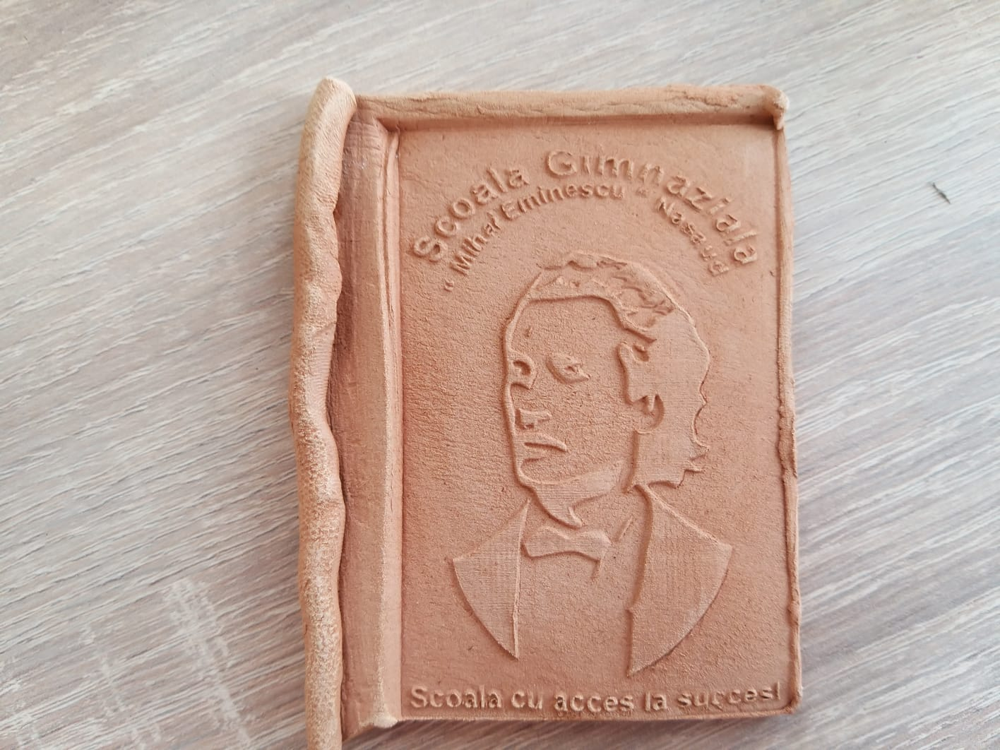 Scoala Gimnaziala
“ Mihai Eminescu “ Nasaud
Scoala cu acces la succes!